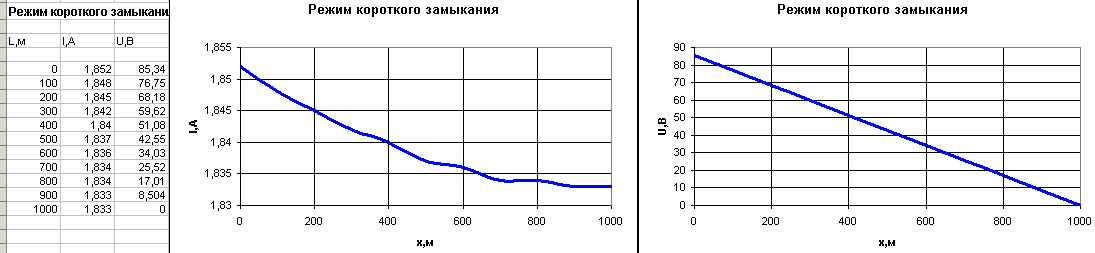 Режим короткого замыкани
L,м I,А U,В
0 1,852 85,34
100 1,848 76,75
200 1,845 68,18
300 1,842 59,62
400 1,84 51,08
500 1,837 42,55
600 1,836 34,03
700 1,834 25,52
800 1,834 17,01
900 1,833 8,504
1000 1,833 0
Режим короткого замыкания
1,855
1,85
1,845
1,84
1,835
1,83
I,А
0 200 400 600 800 1000
х,м
Режим короткого замыкания
90
80
70
60
50
40
30
20
10
0
U,В
0 200 400 600 800 1000
х,м